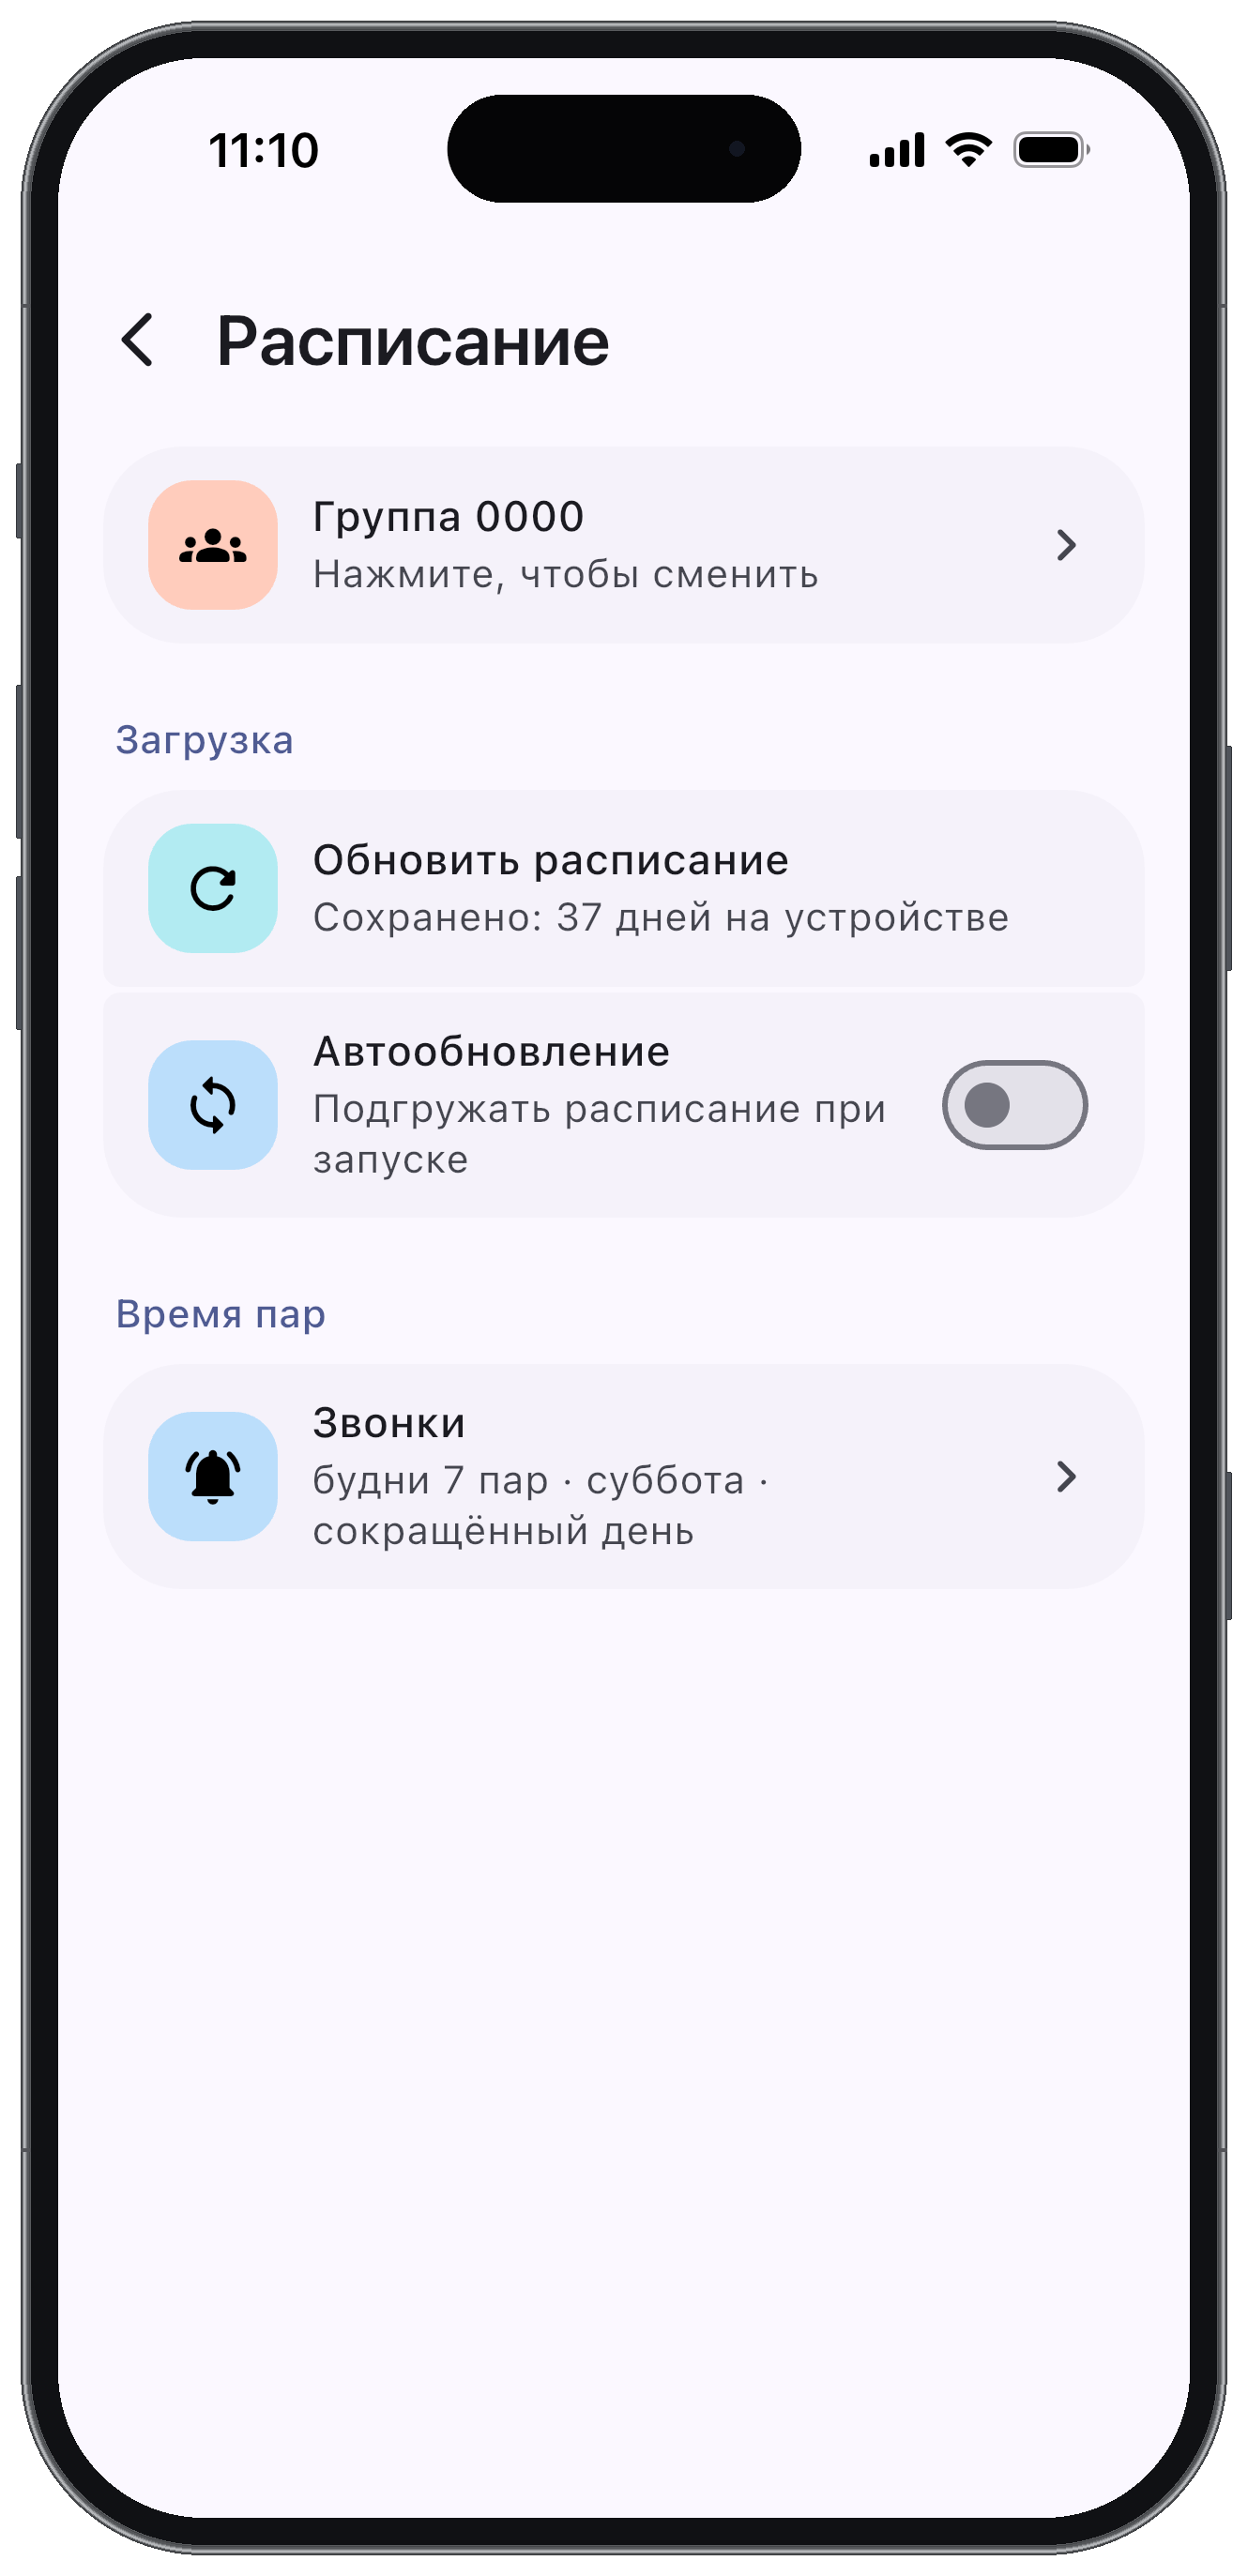 11:10
Расписание
Группа 0000
Нажмите, чтобы сменить
Загрузка
Обновить расписание
Сохранено: 37 дней на устройстве
Автообновление
Подгружать расписание при
запуске
Время пар
Звонки
будни 7 пар · суббота ·
сокращённый день